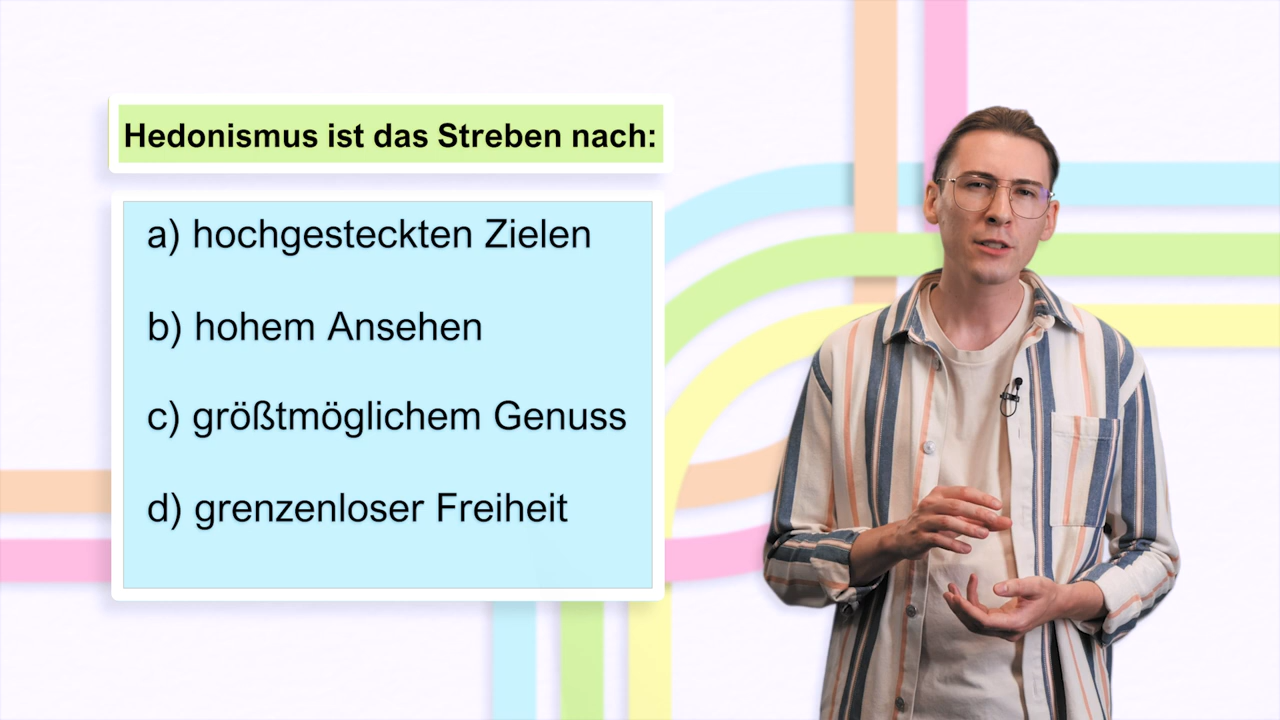 Hedonismus ist das Streben nach:
a) hochgesteckten Zielen
b) hohem Ansehen
c) größtmöglichem Genuss
d) grenzenloser Freiheit